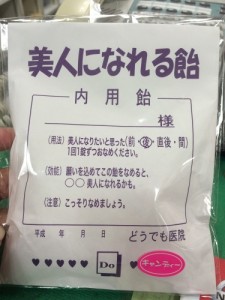 美人になれる飴
内用飴
様
(用法) 美人になりたいと思った(前・後・直後・間)
1回1錠ずつおなめください。
(効能) 願いを込めてこの飴をなめると、
〇〇美人になれるかも。
(注意) こっそりなめましょう。
平成 年 月 日 どうでも医院
♥♥♥♥♥ Do キャンディー